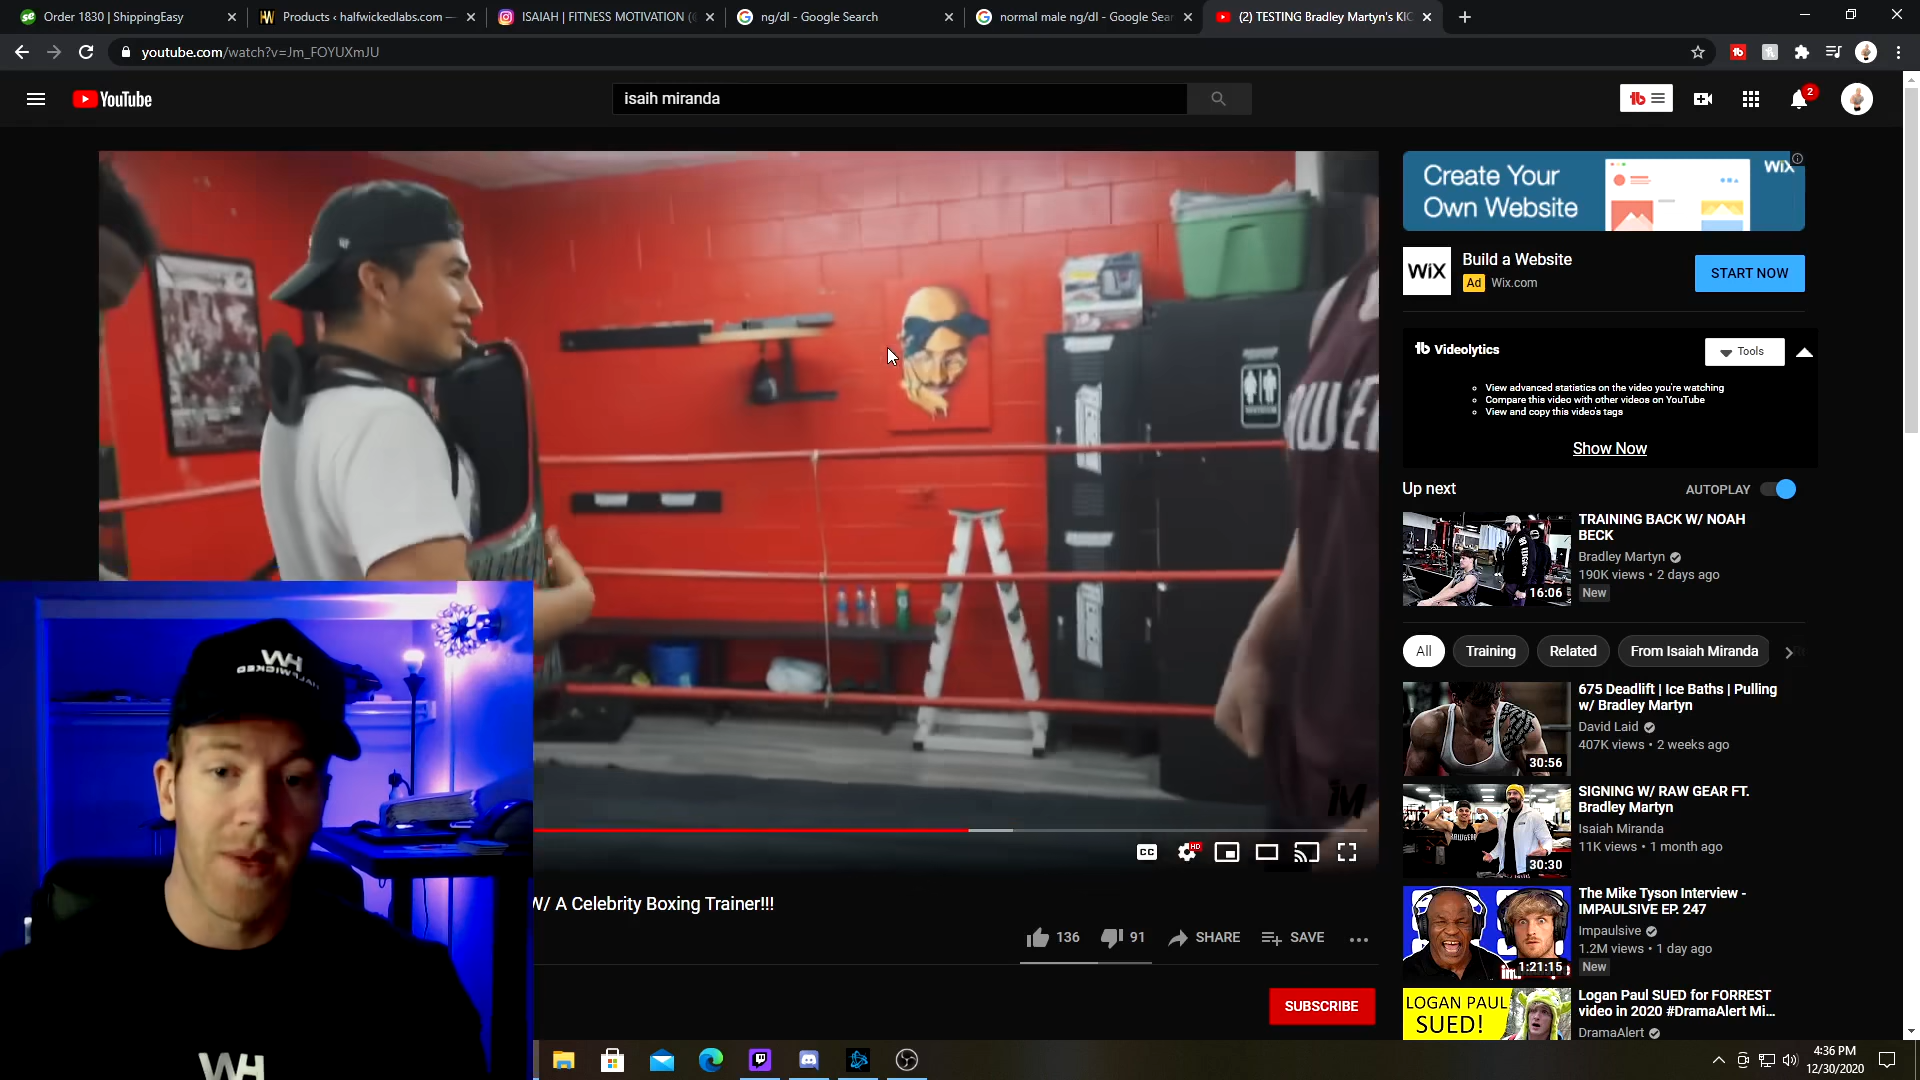 Order 1830 | ShippingEasy
Products ‹ halfwickedlabs.com —
ISAIAH | FITNESS MOTIVATION (
ng/dl - Google Search
normal male ng/dl - Google Sear
(2) TESTING Bradley Martyn's KIC
youtube.com/watch?v=Jm_FOYUXmJU
YouTube
isaih miranda
2
Create Your
Own Website
WiX
WiX
Build a Website
Ad Wix.com
START NOW
Videolytics
Tools
View advanced statistics on the video you're watching
Compare this video with other videos on YouTube
View and copy this video's tags
Show Now
Up next
AUTOPLAY
TRAINING BACK W/ NOAH
BECK
Bradley Martyn
190K views • 2 days ago
New
16:06
All
Training
Related
From Isaiah Miranda
675 Deadlift | Ice Baths | Pulling
w/ Bradley Martyn
David Laid
407K views • 2 weeks ago
30:56
SIGNING W/ RAW GEAR FT.
Bradley Martyn
Isaiah Miranda
11K views • 1 month ago
30:30
The Mike Tyson Interview -
IMPAULSIVE EP. 247
Impaulsive
1.2M views • 1 day ago
New
1:21:15
LOGAN PAUL
SUED!
Logan Paul SUED for FORREST
video in 2020 #DramaAlert Mi...
DramaAlert
CC
HD
W/ A Celebrity Boxing Trainer!!!
136
91
SHARE
SAVE
SUBSCRIBE
HALFWICKED
4:36 PM
12/30/2020